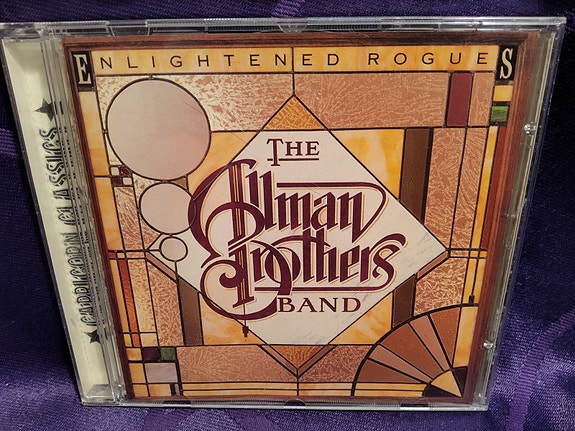 ENLIGHTENED ROGUES
THE
Allman
Brothers
BAND
CAPRICORN CLASSICS